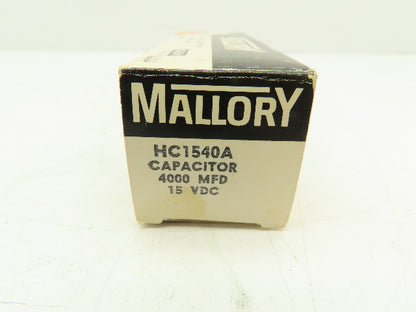 MALLORY
HC1540A
CAPACITOR
4000 MFD
15 VDC